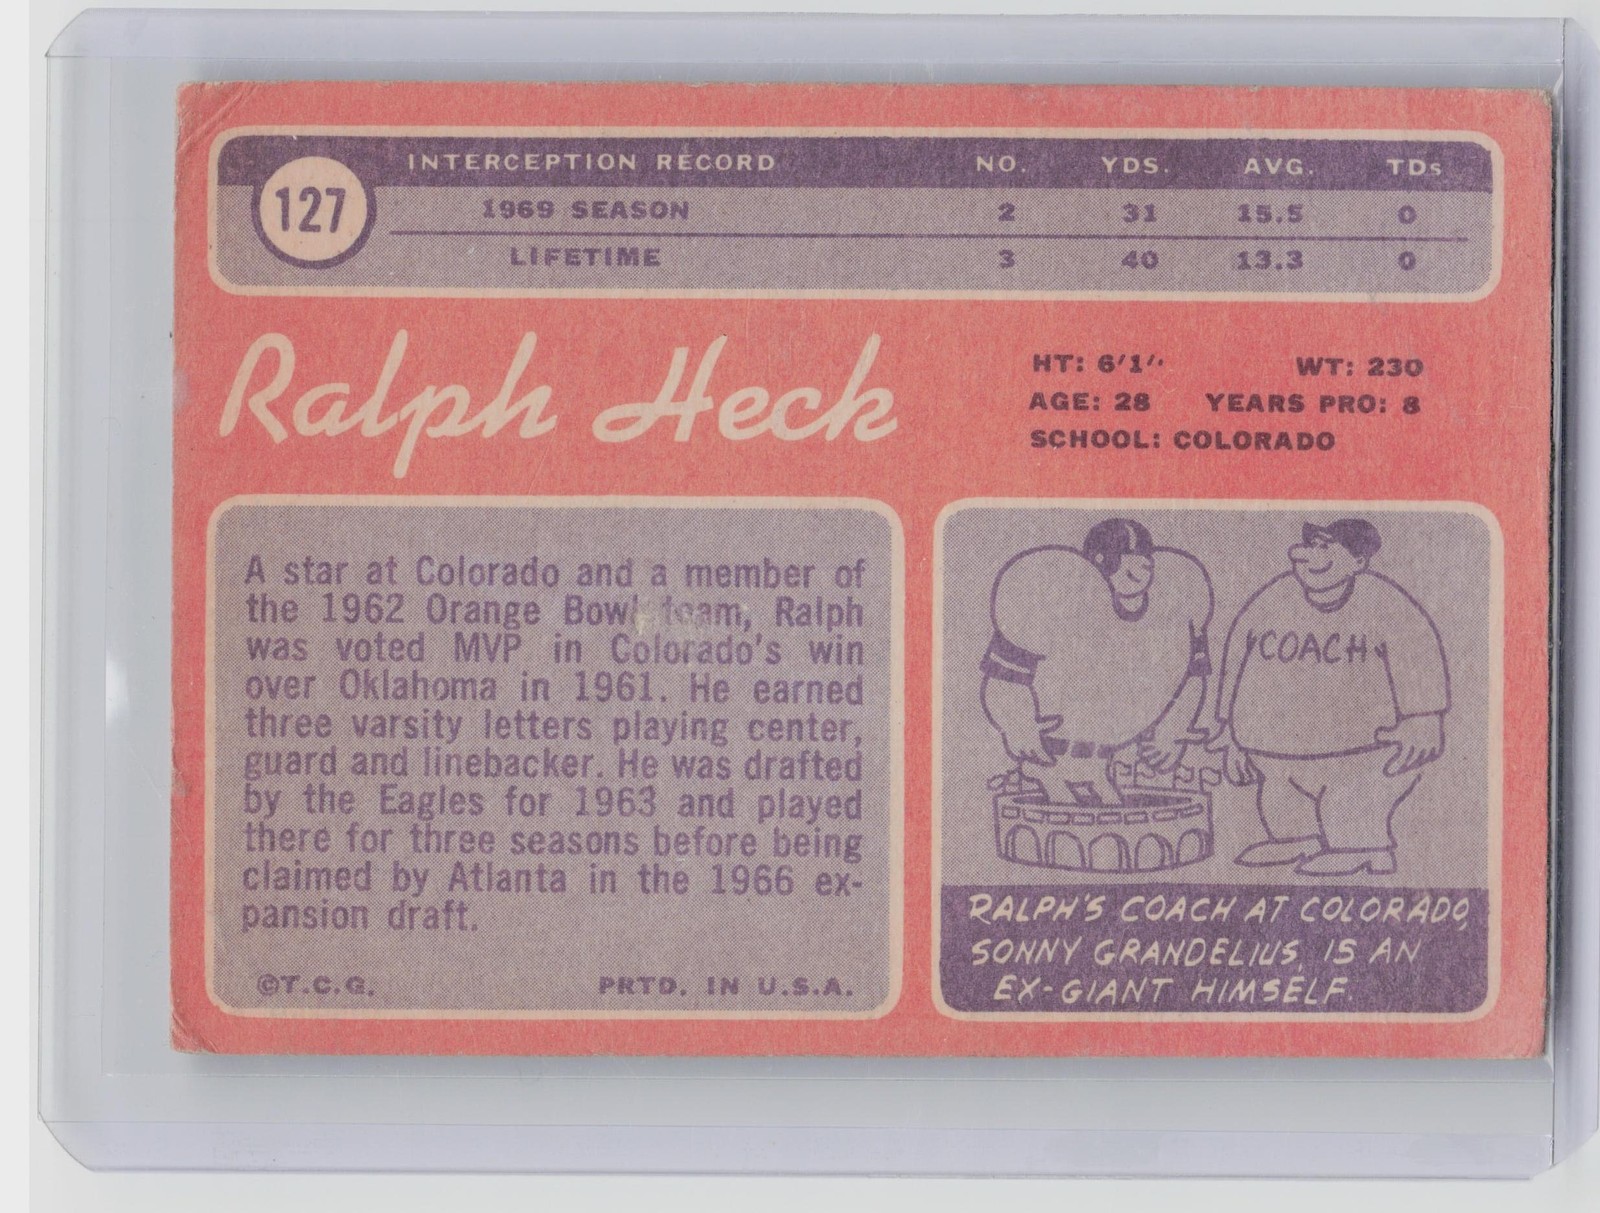 127
INTERCEPTION RECORD NO. YDS. AVG. TDs
1969 SEASON 2 31 15.5 0
LIFETIME 3 40 13.3 0
Ralph Heck
HT: 6'1" WT: 230
AGE: 28 YEARS PRO: 8
SCHOOL: COLORADO
A star at Colorado and a member of
the 1962 Orange Bowl team, Ralph
was voted MVP in Colorado's win
over Oklahoma in 1961. He earned
three varsity letters playing center,
guard and linebacker. He was drafted
by the Eagles for 1963 and played
there for three seasons before being
claimed by Atlanta in the 1966 ex-
pansion draft.
©T.C.G. PRTD. IN U.S.A.
COACH
RALPH'S COACH AT COLORADO,
SONNY GRANDELIUS, IS AN
EX-GIANT HIMSELF.